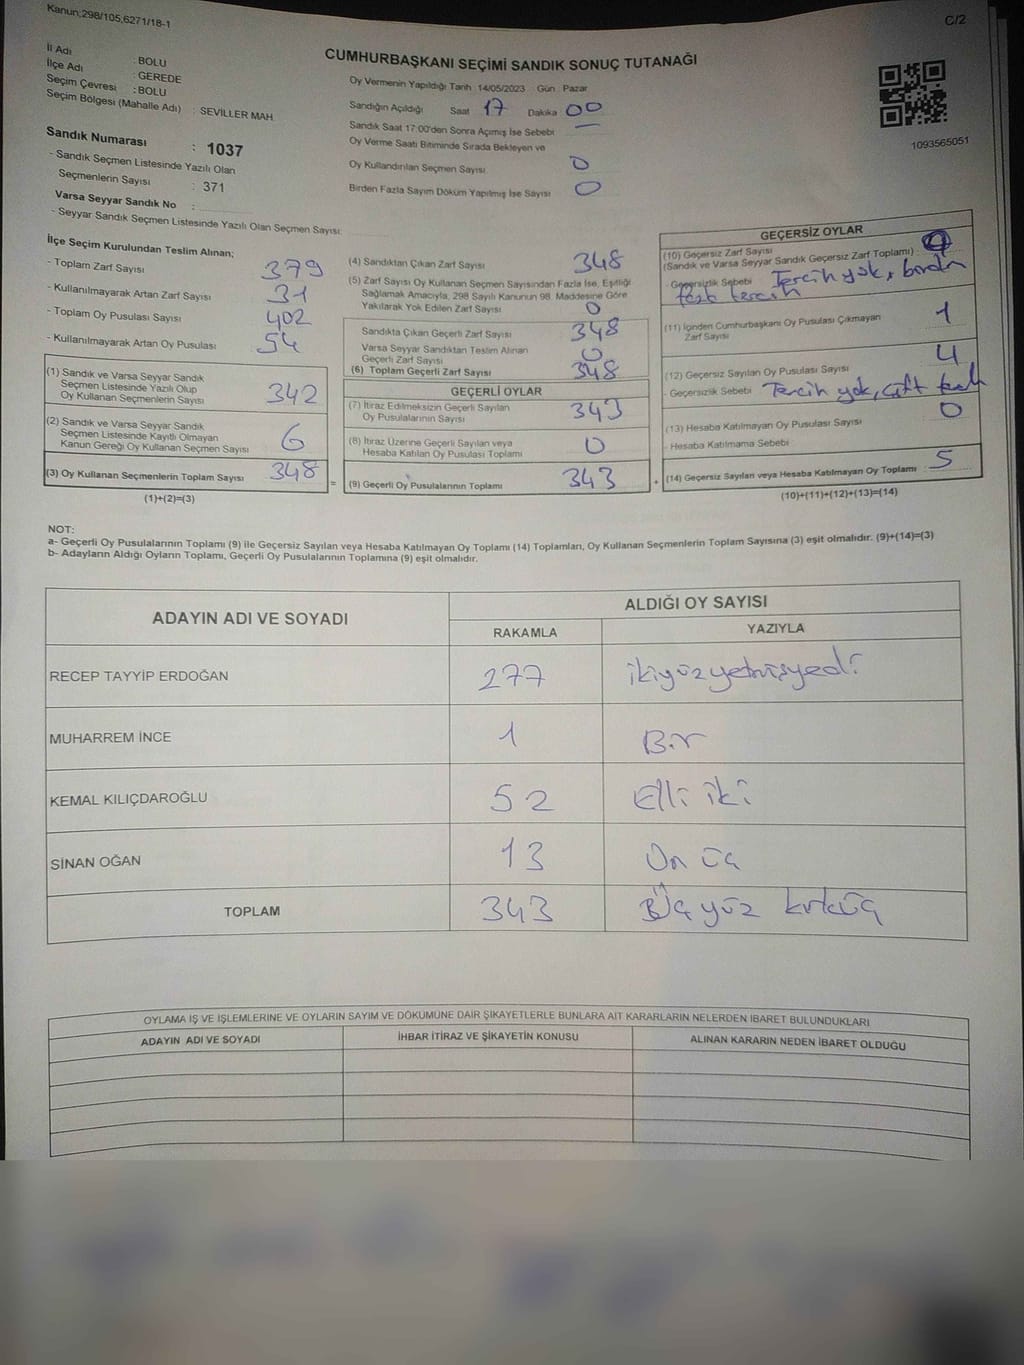 Kanun;298/105,6271/18-1
C/2
İl Adı : BOLU
İlçe Adı : GEREDE
Seçim Çevresi : BOLU
Seçim Bölgesi (Mahalle Adı) : SEVİLLER MAH.
CUMHURBAŞKANI SEÇİMİ SANDIK SONUÇ TUTANAĞI
Oy Vermenin Yapıldığı Tarih 14/05/2023 Gün Pazar
Sandığın Açıldığı Saat 17 Dakika 00
Sandık Saat 17:00'den Sonra Açımış İse Sebebi —
Oy Verme Saati Bitiminde Sırada Bekleyen ve
Oy Kullandırılan Seçmen Sayısı 0
Birden Fazla Sayım Döküm Yapılmış İse Sayısı 0
1093565051
Sandık Numarası : 1037
- Sandık Seçmen Listesinde Yazılı Olan
Seçmenlerin Sayısı : 371
Varsa Seyyar Sandık No :
- Seyyar Sandık Seçmen Listesinde Yazılı Olan Seçmen Sayısı:
İlçe Seçim Kurulundan Teslim Alınan;
- Toplam Zarf Sayısı 379
- Kullanılmayarak Artan Zarf Sayısı 31
- Toplam Oy Pusulası Sayısı 402
- Kullanılmayarak Artan Oy Pusulası 54
(1) Sandık ve Varsa Seyyar Sandık
Seçmen Listesinde Yazılı Olup
Oy Kullanan Seçmenlerin Sayısı 342
(2) Sandık ve Varsa Seyyar Sandık
Seçmen Listesinde Kayıtlı Olmayan
Kanun Gereği Oy Kullanan Seçmen Sayısı 6
(3) Oy Kullanan Seçmenlerin Toplam Sayısı 348
(1)+(2)=(3)
=
(4) Sandıktan Çıkan Zarf Sayısı 348
(5) Zarf Sayısı Oy Kullanan Seçmen Sayısından Fazla İse, Eşitliği
Sağlamak Amacıyla, 298 Sayılı Kanunun 98. Maddesine Göre
Yakılarak Yok Edilen Zarf Sayısı 0
Sandıkta Çıkan Geçerli Zarf Sayısı 348
Varsa Seyyar Sandıktan Teslim Alınan
Geçerli Zarf Sayısı 0
(6) Toplam Geçerli Zarf Sayısı 348
GEÇERLİ OYLAR
(7) İtiraz Edilmeksizin Geçerli Sayılan
Oy Pusulalarının Sayısı 343
(8) İtiraz Üzerine Geçerli Sayılan veya
Hesaba Katılan Oy Pusulası Toplamı 0
(9) Geçerli Oy Pusulalarının Toplamı 343
+
GEÇERSİZ OYLAR
(10) Geçersiz Zarf Sayısı
(Sandık ve Varsa Seyyar Sandık Geçersiz Zarf Toplamı) :
- Geçersizlik Sebebi Tercih yok, birden
fazla tercih
(11) İçinden Cumhurbaşkanı Oy Pusulası Çıkmayan
Zarf Sayısı 1
(12) Geçersiz Sayılan Oy Pusulası Sayısı 4
- Geçersizlik Sebebi Tercih yok, çift
(13) Hesaba Katılmayan Oy Pusulası Sayısı 0
- Hesaba Katılmama Sebebi
(14) Geçersiz Sayılan veya Hesaba Katılmayan Oy Toplamı 5
(10)+(11)+(12)+(13)=(14)
NOT:
a- Geçerli Oy Pusulalarının Toplamı (9) ile Geçersiz Sayılan veya Hesaba Katılmayan Oy Toplamı (14) Toplamları, Oy Kullanan Seçmenlerin Toplam Sayısına (3) eşit olmalıdır. (9)+(14)=(3)
b- Adayların Aldığı Oyların Toplamı, Geçerli Oy Pusulalarının Toplamına (9) eşit olmalıdır.
ADAYIN ADI VE SOYADI
ALDIĞI OY SAYISI
RAKAMLA YAZIYLA
RECEP TAYYİP ERDOĞAN 277 ikiyüzyetmişyedi
MUHARREM İNCE 1 Bir
KEMAL KILIÇDAROĞLU 52 Elli iki
SİNAN OĞAN 13 On üç
TOPLAM 343 Üçyüz kırküç
OYLAMA İŞ VE İŞLEMLERİNE VE OYLARIN SAYIM VE DÖKÜMÜNE DAİR ŞİKAYETLERLE BUNLARA AİT KARARLARIN NELERDEN İBARET BULUNDUKLARI
ADAYIN ADI VE SOYADI İHBAR İTİRAZ VE ŞİKAYETİN KONUSU ALINAN KARARIN NEDEN İBARET OLDUĞU